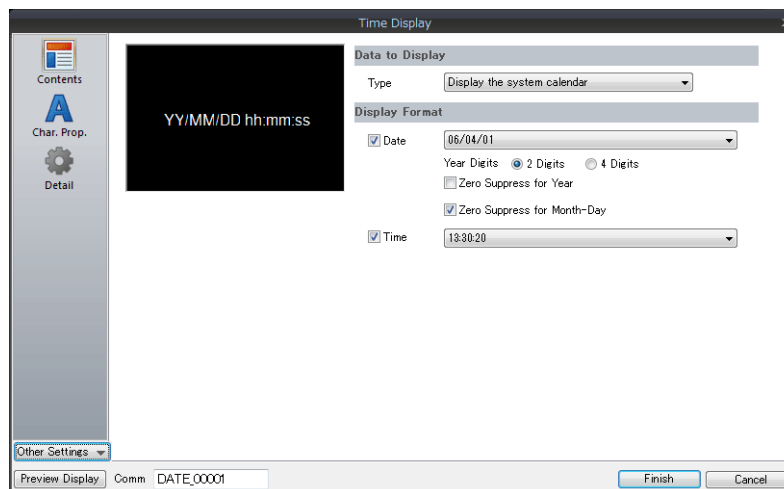 Time Display
Contents
Char. Prop.
Detail
Other Settings
YY/MM/DD hh:mm:ss
Data to Display
Type
Display the system calendar
Display Format
Date
06/04/01
Year Digits
2 Digits
4 Digits
Zero Suppress for Year
Zero Suppress for Month-Day
Time
13:30:20
Preview Display
Comm
DATE_00001
Finish
Cancel